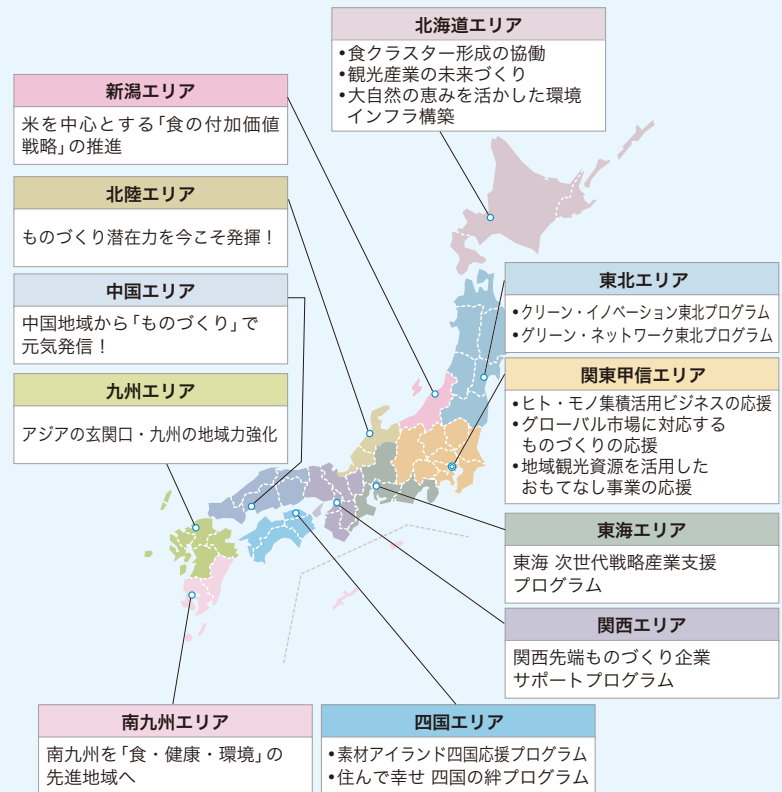 北海道エリア
•食クラスター形成の協働
•観光産業の未来づくり
•大自然の恵みを活かした環境
インフラ構築
新潟エリア
米を中心とする「食の付加価値
戦略」の推進
北陸エリア
ものづくり潜在力を今こそ発揮！
中国エリア
中国地域から「ものづくり」で
元気発信！
九州エリア
アジアの玄関口・九州の地域力強化
東北エリア
•クリーン・イノベーション東北プログラム
•グリーン・ネットワーク東北プログラム
関東甲信エリア
•ヒト・モノ集積活用ビジネスの応援
•グローバル市場に対応する
ものづくりの応援
•地域観光資源を活用した
おもてなし事業の応援
東海エリア
東海 次世代戦略産業支援
プログラム
関西エリア
関西先端ものづくり企業
サポートプログラム
南九州エリア
南九州を「食・健康・環境」の
先進地域へ
四国エリア
•素材アイランド四国応援プログラム
•住んで幸せ 四国の絆プログラム